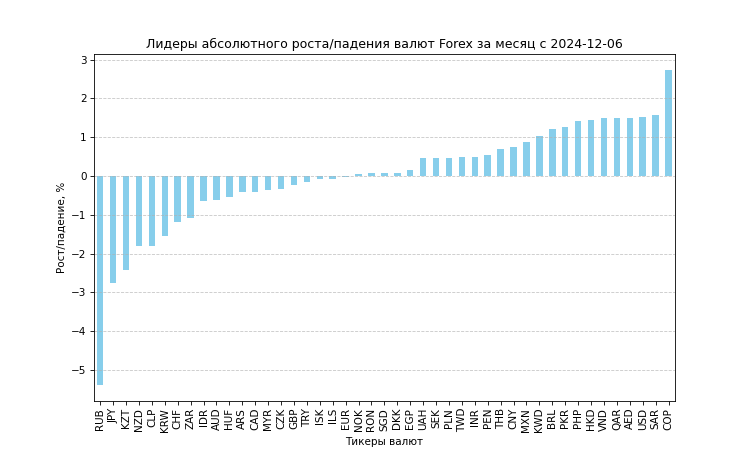 Лидеры абсолютного роста/падения валют Forex за месяц с 2024-12-06
Рост/падение, %
3
2
1
0
−1
−2
−3
−4
−5
RUB JPY KZT NZD CLP KRW CHF ZAR IDR AUD HUF ARS CAD MYR CZK GBP TRY ISK ILS EUR NOK RON SGD DKK EGP UAH SEK PLN TWD INR PEN THB CNY MXN KWD BRL PKR PHP HKD VND QAR AED USD SAR COP
Тикеры валют